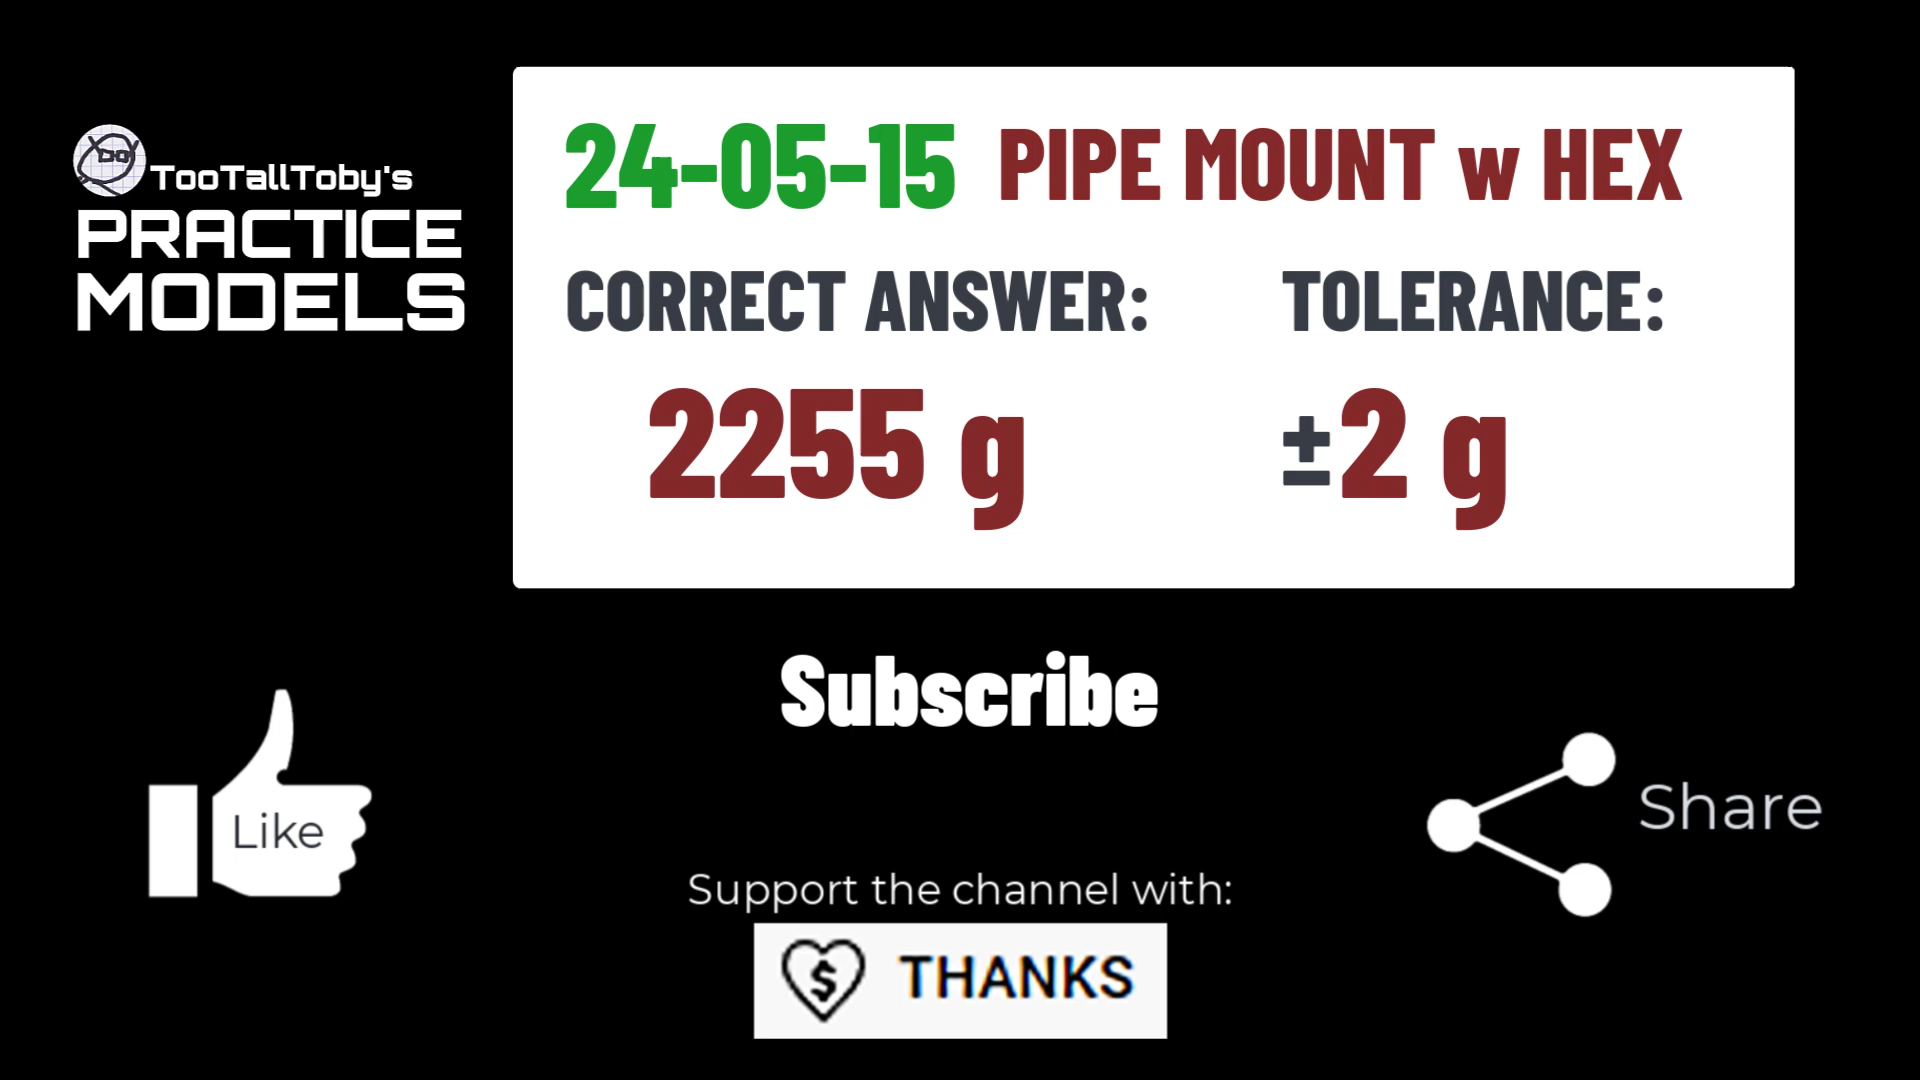 TooTallToby's
PRACTICE
MODELS
24-05-15 PIPE MOUNT w HEX
CORRECT ANSWER: TOLERANCE:
2255 g ±2 g
Subscribe
Like
Share
Support the channel with:
$ THANKS